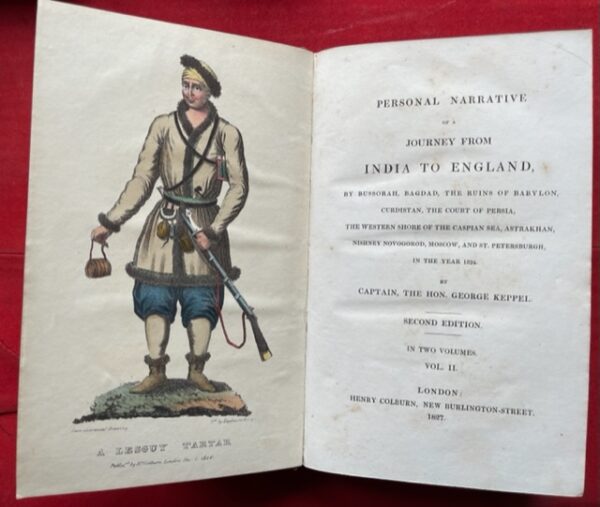 A LESGUY TARTAR
PERSONAL NARRATIVE
OF A
JOURNEY FROM
INDIA TO ENGLAND,
BY BUSSORAH, BAGDAD, THE RUINS OF BABYLON,
CURDISTAN, THE COURT OF PERSIA,
THE WESTERN SHORE OF THE CASPIAN SEA, ASTRAKHAN,
NISHNEY NOVOGOROD, MOSCOW, AND ST. PETERSBURGH,
IN THE YEAR 1824.
BY
CAPTAIN, THE HON. GEORGE KEPPEL.
SECOND EDITION.
IN TWO VOLUMES.
VOL. II.
LONDON:
HENRY COLBURN, NEW BURLINGTON-STREET.
1827.